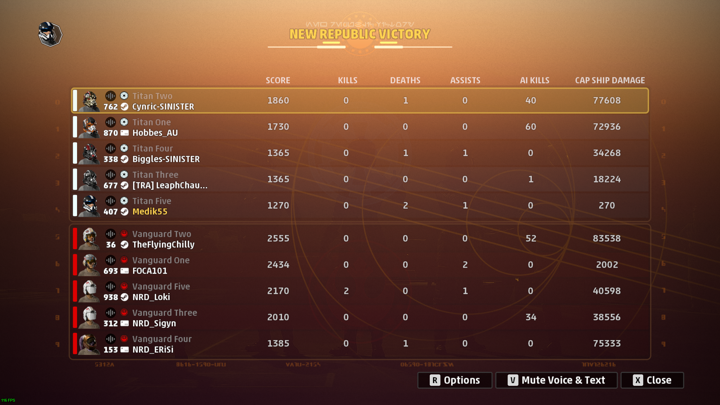 NEW REPUBLIC VICTORY
SCORE KILLS DEATHS ASSISTS AI KILLS CAP SHIP DAMAGE
Titan Two
762 Cynric-SINISTER 1860 0 1 0 40 77608
Titan One
870 Hobbes_AU 1730 0 0 0 60 72936
Titan Four
338 Biggles-SINISTER 1365 0 1 1 0 34268
Titan Three
677 [TRA] LeaphChau... 1365 0 0 0 1 18224
Titan Five
407 Medik55 1270 0 2 1 0 270
Vanguard Two
36 TheFlyingChilly 2555 0 0 0 52 83538
Vanguard One
693 FOCA101 2434 0 0 2 0 2002
Vanguard Five
938 NRD_Loki 2170 2 0 1 0 40598
Vanguard Three
312 NRD_Sigyn 2010 0 0 0 34 38556
Vanguard Four
153 NRD_ERiSi 1385 0 1 0 0 75333
R Options V Mute Voice & Text X Close